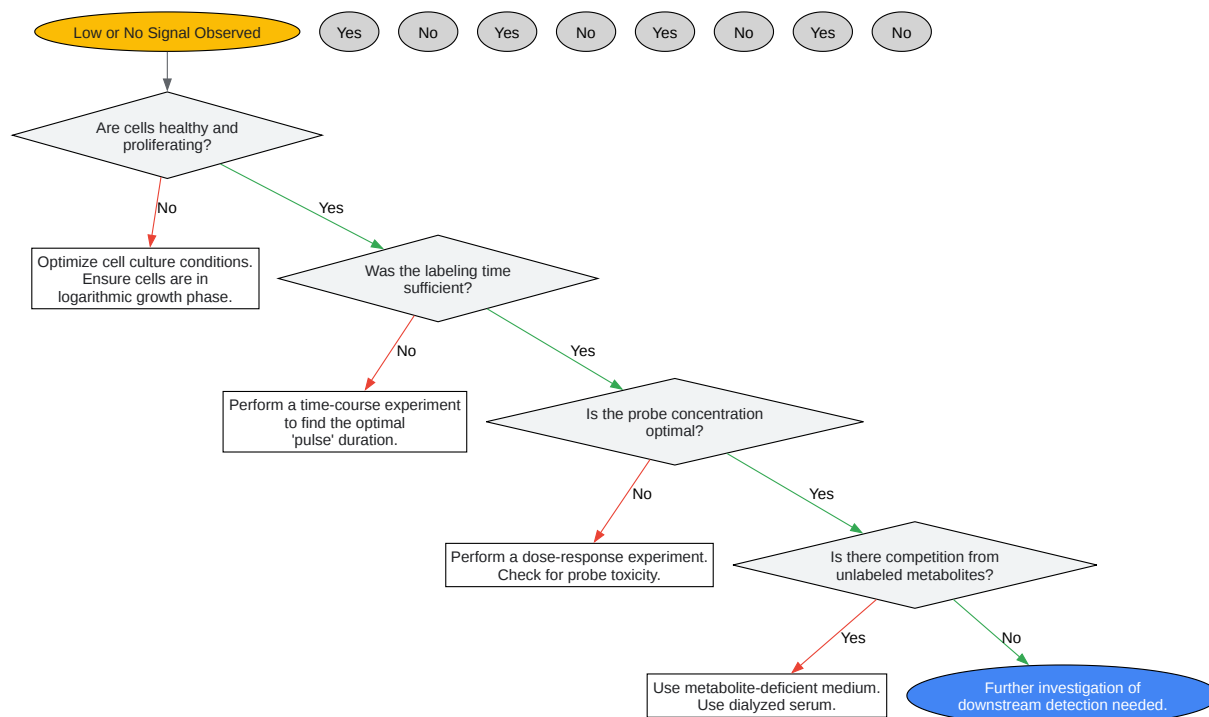 Low or No Signal Observed
Yes
No
Yes
No
Yes
No
Yes
No
Are cells healthy and
proliferating?
No
Yes
Optimize cell culture conditions.
Ensure cells are in
logarithmic growth phase.
Was the labeling time
sufficient?
No
Yes
Perform a time-course experiment
to find the optimal
'pulse' duration.
Is the probe concentration
optimal?
No
Yes
Perform a dose-response experiment.
Check for probe toxicity.
Is there competition from
unlabeled metabolites?
Yes
No
Use metabolite-deficient medium.
Use dialyzed serum.
Further investigation of
downstream detection needed.